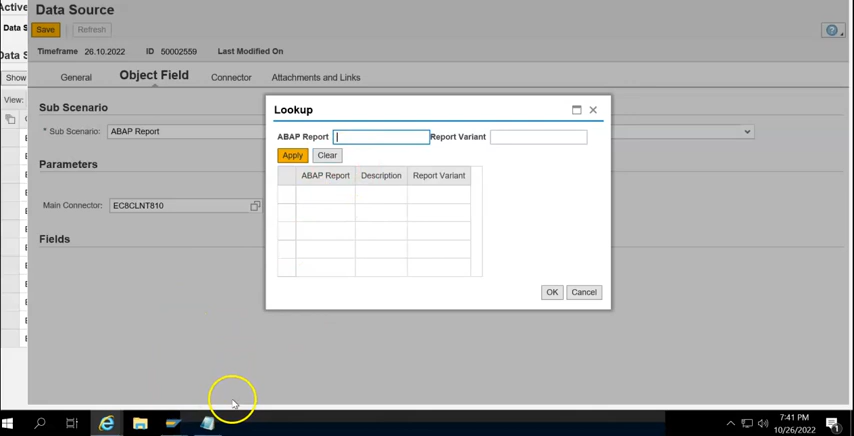 Active
Data Source
Data S
Save Refresh
Data S
Timeframe 26.10.2022 ID 50002559 Last Modified On
Show
General Object Field Connector Attachments and Links
View:
Lookup
Sub Scenario
ABAP Report Report Variant
* Sub Scenario: ABAP Report
Apply Clear
Parameters
ABAP Report Description Report Variant
Main Connector: EC8CLNT810
Fields
OK Cancel
7:41 PM
10/26/2022
1